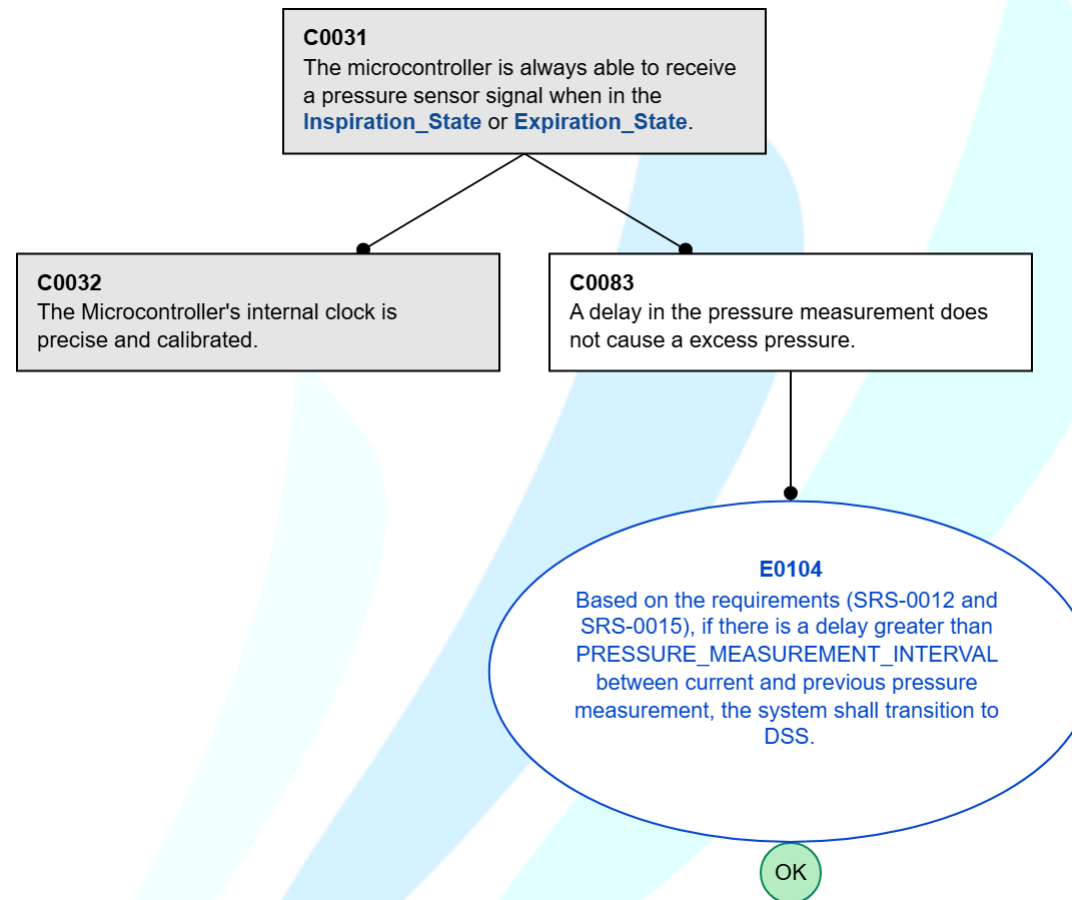 C0031
The microcontroller is always able to receive
a pressure sensor signal when in the
Inspiration_State or Expiration_State.
C0032
The Microcontroller's internal clock is
precise and calibrated.
C0083
A delay in the pressure measurement does
not cause a excess pressure.
E0104
Based on the requirements (SRS-0012 and
SRS-0015), if there is a delay greater than
PRESSURE_MEASUREMENT_INTERVAL
between current and previous pressure
measurement, the system shall transition to
DSS.
OK